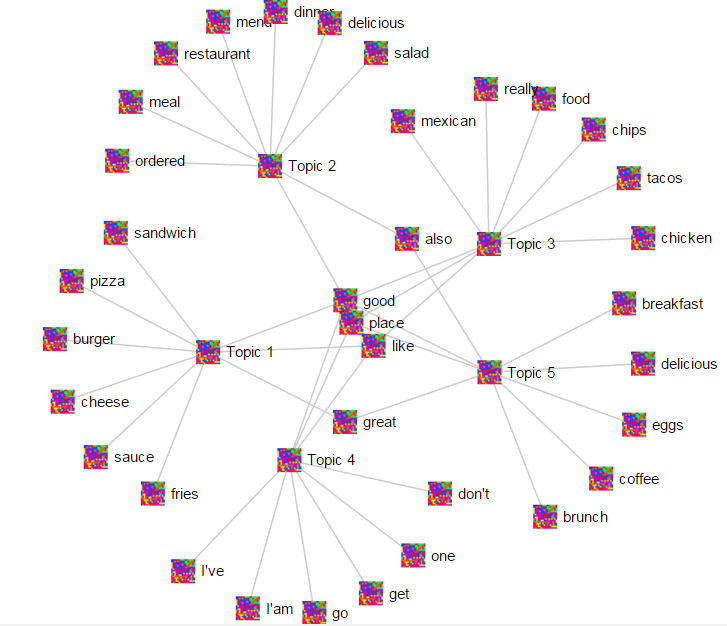 dinner
menu
delicious
restaurant
salad
really
food
meal
mexican
chips
ordered
Topic 2
tacos
sandwich
also
Topic 3
chicken
pizza
good
breakfast
place
burger
Topic 1
like
delicious
Topic 5
cheese
great
eggs
sauce
Topic 4
coffee
fries
don't
brunch
one
I've
get
I'am
go